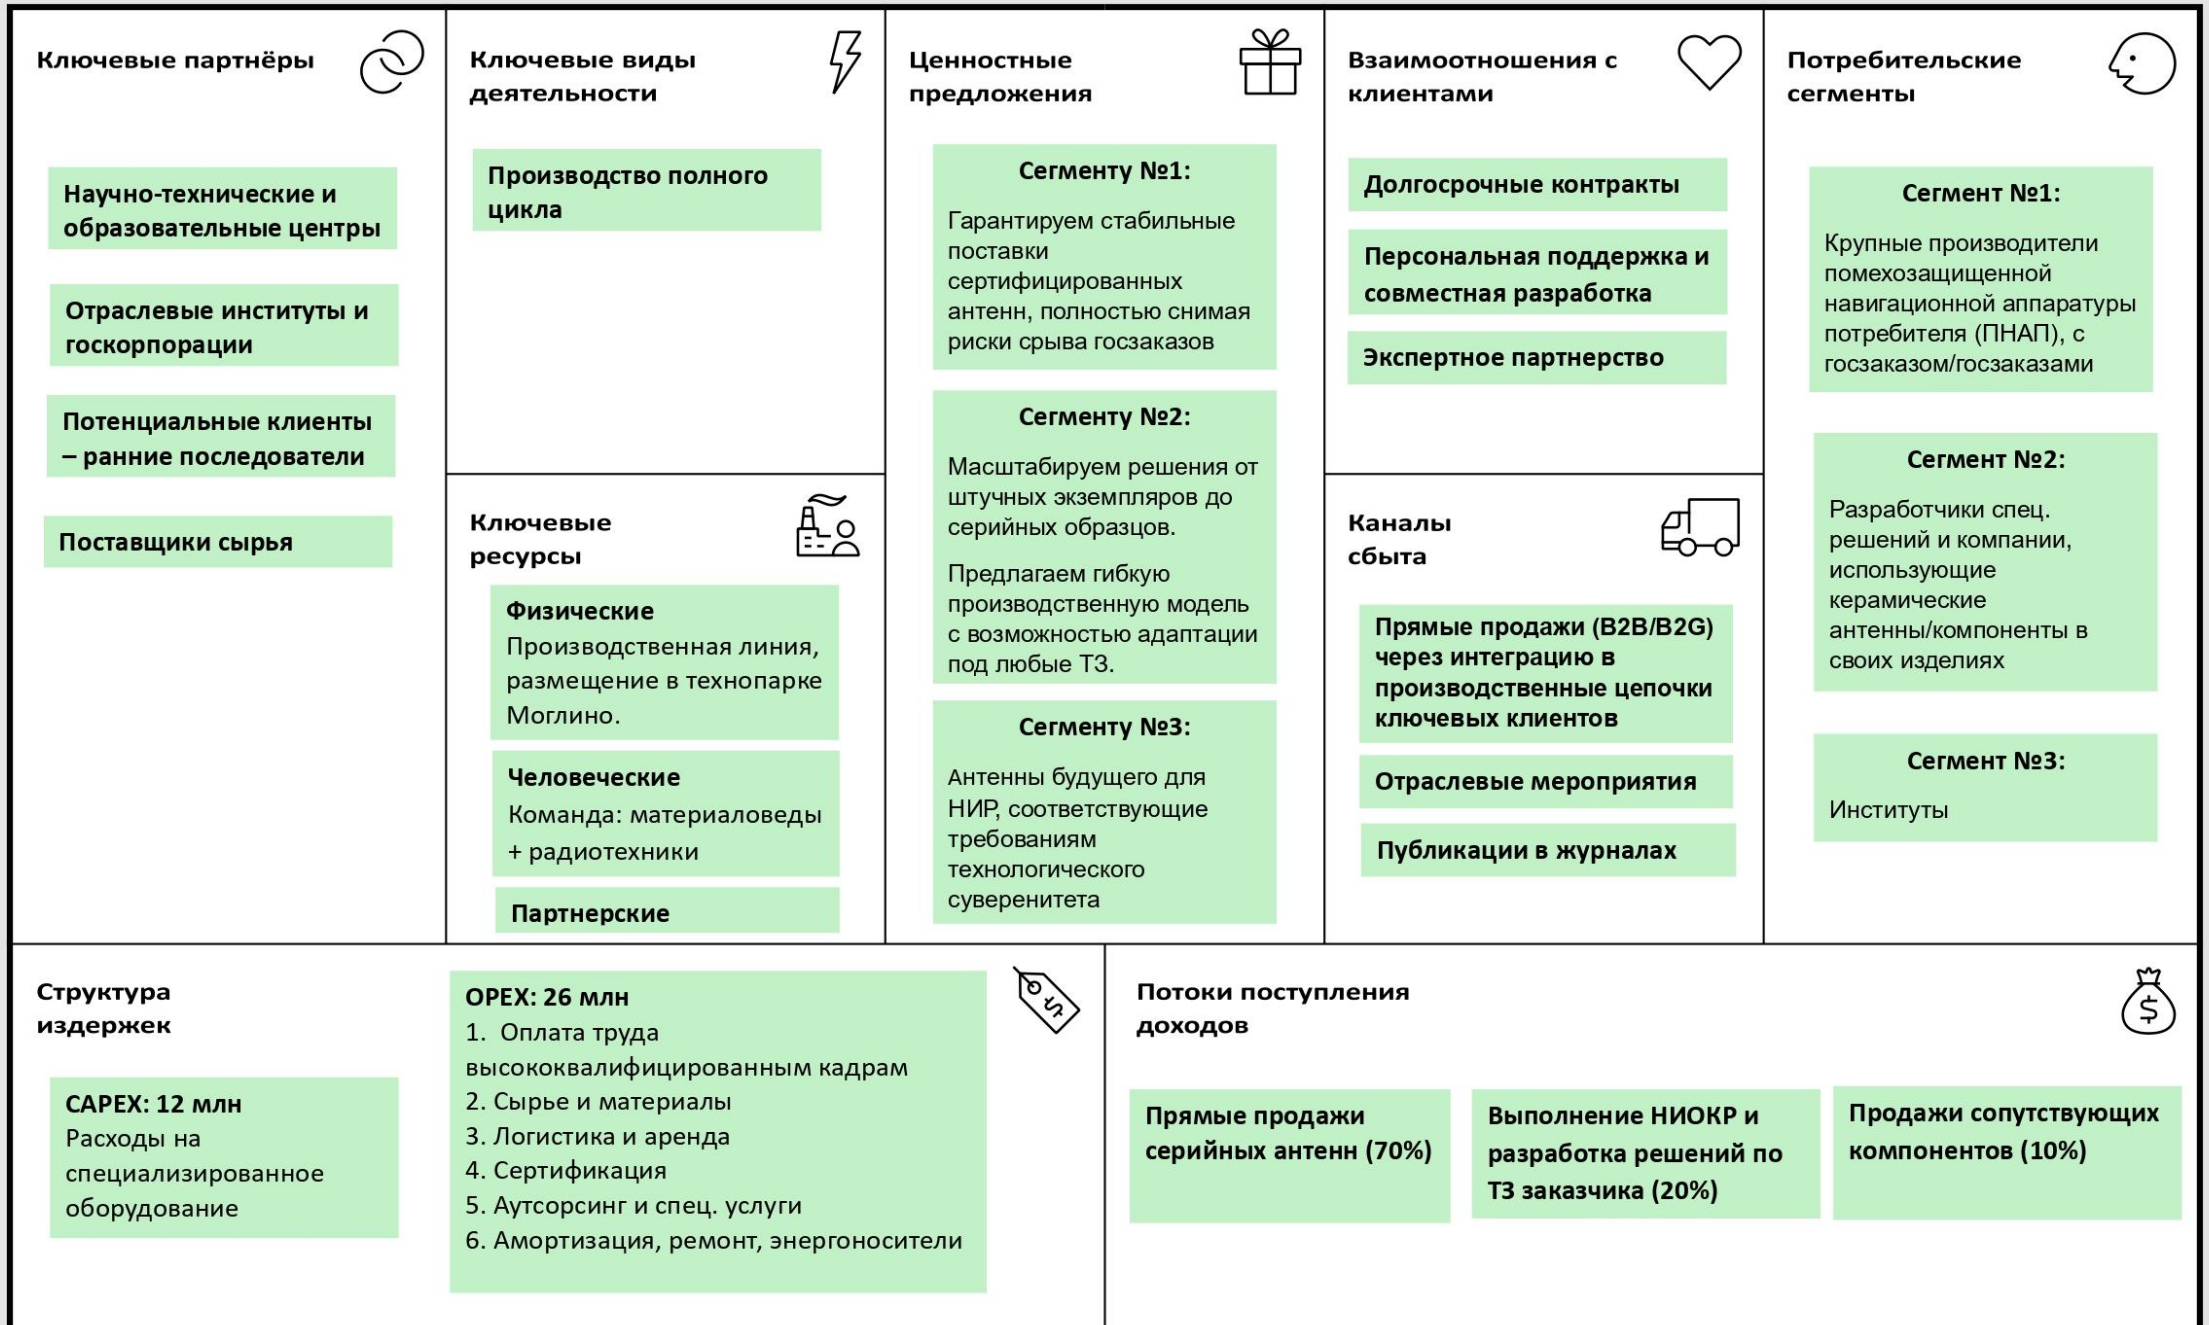 Ключевые партнёры
Научно-технические и
образовательные центры
Отраслевые институты и
госкорпорации
Потенциальные клиенты
– ранние последователи
Поставщики сырья
Ключевые виды
деятельности
Производство полного
цикла
Ключевые
ресурсы
Физические
Производственная линия,
размещение в технопарке
Моглино.
Человеческие
Команда: материаловеды
+ радиотехники
Партнерские
Ценностные
предложения
Сегменту №1:
Гарантируем стабильные
поставки
сертифицированных
антенн, полностью снимая
риски срыва госзаказов
Сегменту №2:
Масштабируем решения от
штучных экземпляров до
серийных образцов.
Предлагаем гибкую
производственную модель
с возможностью адаптации
под любые ТЗ.
Сегменту №3:
Антенны будущего для
НИР, соответствующие
требованиям
технологического
суверенитета
Взаимоотношения с
клиентами
Долгосрочные контракты
Персональная поддержка и
совместная разработка
Экспертное партнерство
Каналы
сбыта
Прямые продажи (B2B/B2G)
через интеграцию в
производственные цепочки
ключевых клиентов
Отраслевые мероприятия
Публикации в журналах
Потребительские
сегменты
Сегмент №1:
Крупные производители
помехозащищенной
навигационной аппаратуры
потребителя (ПНАП), с
госзаказом/госзаказами
Сегмент №2:
Разработчики спец.
решений и компании,
использующие
керамические
антенны/компоненты в
своих изделиях
Сегмент №3:
Институты
Структура
издержек
CAPEX: 12 млн
Расходы на
специализированное
оборудование
OPEX: 26 млн
1. Оплата труда
высококвалифицированным кадрам
2. Сырье и материалы
3. Логистика и аренда
4. Сертификация
5. Аутсорсинг и спец. услуги
6. Амортизация, ремонт, энергоносители
Потоки поступления
доходов
Прямые продажи
серийных антенн (70%)
Выполнение НИОКР и
разработка решений по
ТЗ заказчика (20%)
Продажи сопутствующих
компонентов (10%)